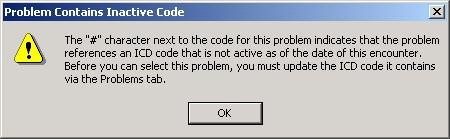 Problem Contains Inactive Code
The "#" character next to the code for this problem indicates that the problem
references an ICD code that is not active as of the date of this encounter.
Before you can select this problem, you must update the ICD code it contains
via the Problems tab.
OK